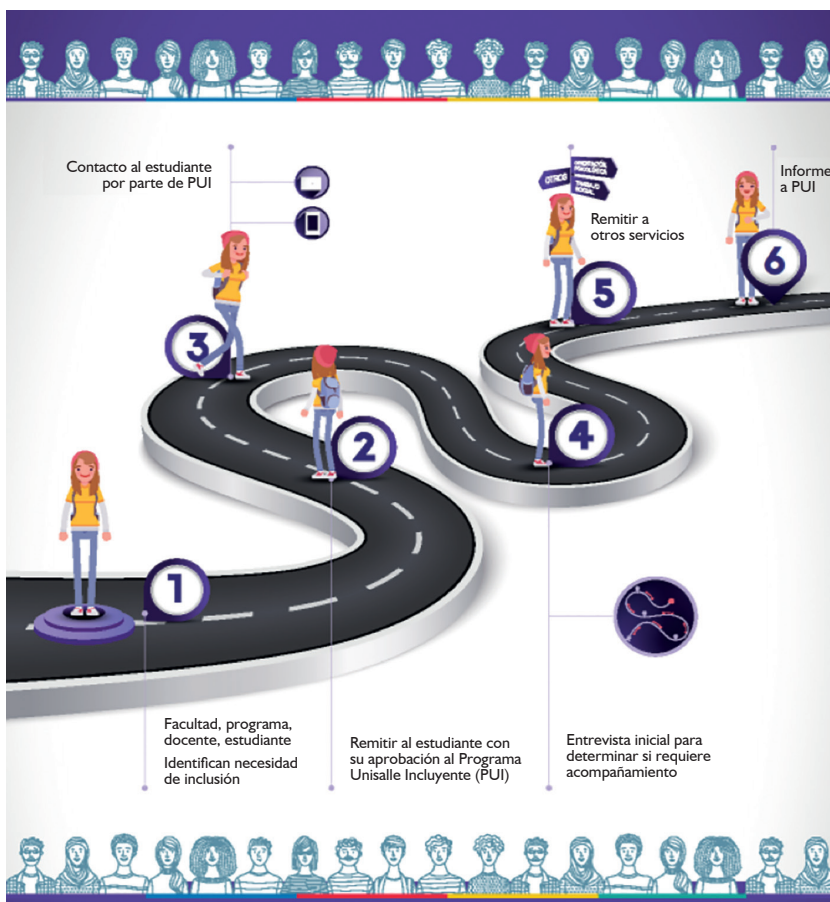 Contacto al estudiante
por parte de PUI
OTROS
ORIENTACIÓN
PSICOLÓGICA
TRABAJO
SOCIAL
Remitir a
otros servicios
Informe
a PUI
6
5
3
4
2
1
Facultad, programa,
docente, estudiante
Identifican necesidad
de inclusión
Remitir al estudiante con
su aprobación al Programa
Unisalle Incluyente (PUI)
Entrevista inicial para
determinar si requiere
acompañamiento